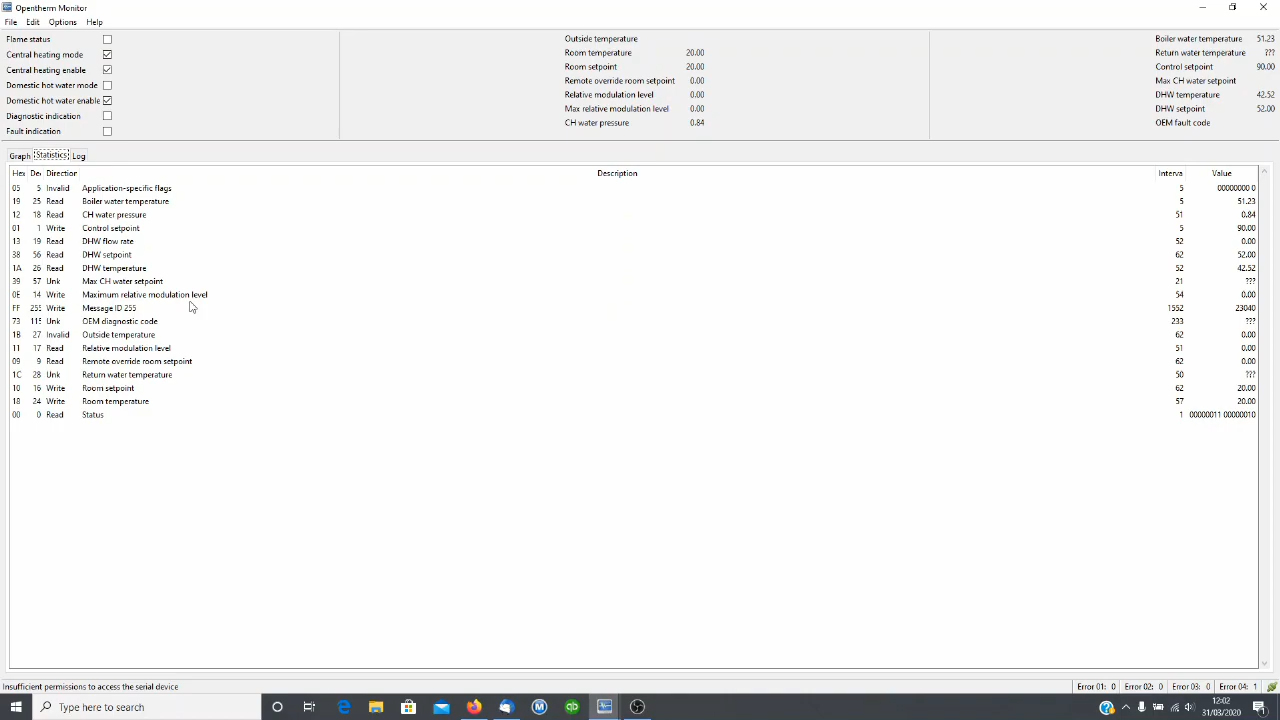 Opentherm Monitor
File Edit Options Help
Flame status
Central heating mode
Central heating enable
Domestic hot water mode
Domestic hot water enable
Diagnostic indication
Fault indication
Outside temperature
Room temperature 20.00
Room setpoint 20.00
Remote override room setpoint 0.00
Relative modulation level 0.00
Max relative modulation level 0.00
CH water pressure 0.84
Boiler water temperature 51.23
Return water temperature ???
Control setpoint 90.00
Max CH water setpoint
DHW temperature 42.52
DHW setpoint 52.00
OEM fault code
Graph Statistics Log
Hex Dec Direction Description Interva Value
05 5 Invalid Application-specific flags 5 00000000 0
19 25 Read Boiler water temperature 5 51.23
12 18 Read CH water pressure 51 0.84
01 1 Write Control setpoint 5 90.00
13 19 Read DHW flow rate 52 0.00
38 56 Read DHW setpoint 62 52.00
1A 26 Read DHW temperature 52 42.52
39 57 Unk Max CH water setpoint 21 ???
0E 14 Write Maximum relative modulation level 54 0.00
FF 255 Write Message ID 255 1552 23040
73 115 Unk OEM diagnostic code 233 ???
1B 27 Invalid Outside temperature 62 0.00
11 17 Read Relative modulation level 51 0.00
09 9 Read Remote override room setpoint 62 0.00
1C 28 Unk Return water temperature 50 ???
10 16 Write Room setpoint 62 20.00
18 24 Write Room temperature 57 20.00
00 0 Read Status 1 00000011 00000010
Insufficient permissions to access the serial device
Error 01: 0 Error 02: 0 Error 03: 0 Error 04: 1
Type here to search
12:02
31/03/2020